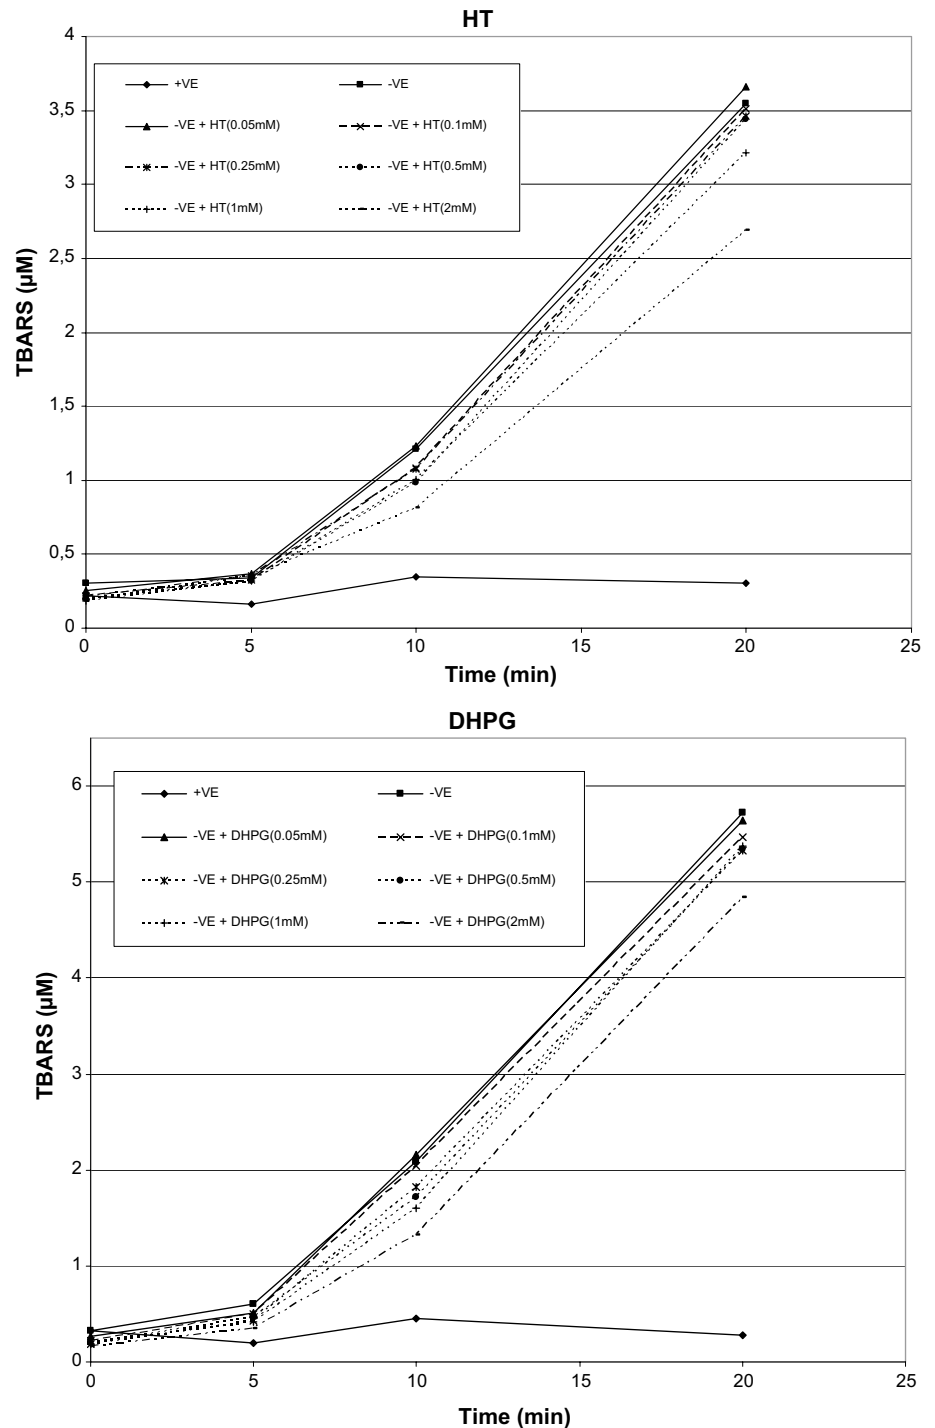 HT
4
3,5
3
2,5
2
1,5
1
0,5
0
TBARS (µM)
+VE -VE
-VE + HT(0.05mM) -VE + HT(0.1mM)
-VE + HT(0.25mM) -VE + HT(0.5mM)
-VE + HT(1mM) -VE + HT(2mM)
0 5 10 15 20 25
Time (min)
DHPG
6
5
4
3
2
1
0
TBARS (µM)
+VE -VE
-VE + DHPG(0.05mM) -VE + DHPG(0.1mM)
-VE + DHPG(0.25mM) -VE + DHPG(0.5mM)
-VE + DHPG(1mM) -VE + DHPG(2mM)
0 5 10 15 20 25
Time (min)